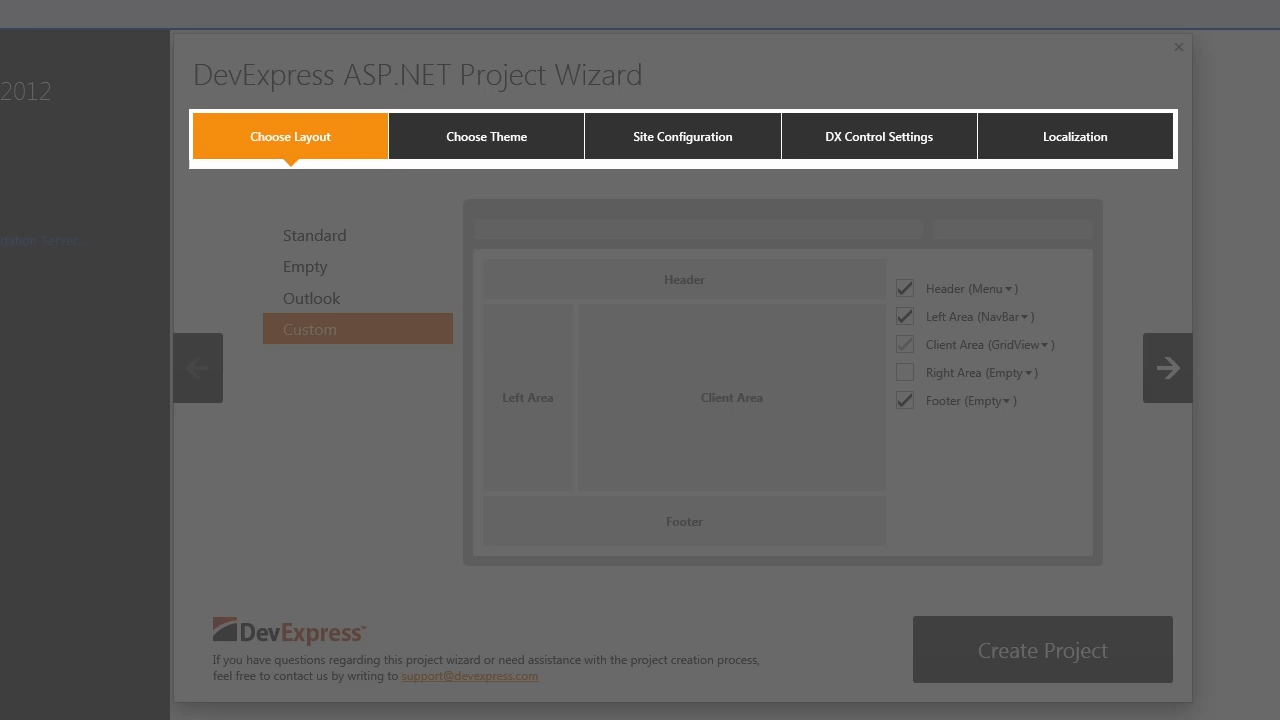 DevExpress ASP.NET Project Wizard
2012
Choose Layout
Choose Theme
Site Configuration
DX Control Settings
Localization
Standard
Empty
Outlook
Custom
Header
Left Area
Client Area
Footer
Header (Menu)
Left Area (NavBar)
Client Area (GridView)
Right Area (Empty)
Footer (Empty)
Server...
DevExpress™
If you have questions regarding this project wizard or need assistance with the project creation process,
feel free to contact us by writing to support@devexpress.com
Create Project